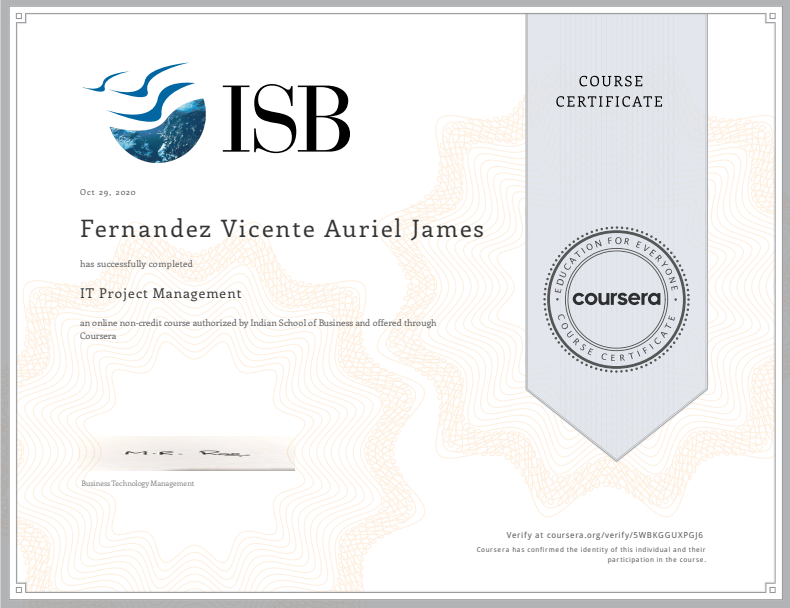 ISB
COURSE
CERTIFICATE
Oct 29, 2020
Fernandez Vicente Auriel James
has successfully completed
IT Project Management
an online non-credit course authorized by Indian School of Business and offered through
Coursera
EDUCATION FOR EVERYONE
coursera
COURSE CERTIFICATE
M.R. Rao
Business Technology Management
Verify at coursera.org/verify/5WBKGGUXPGJ6
Coursera has confirmed the identity of this individual and their
participation in the course.